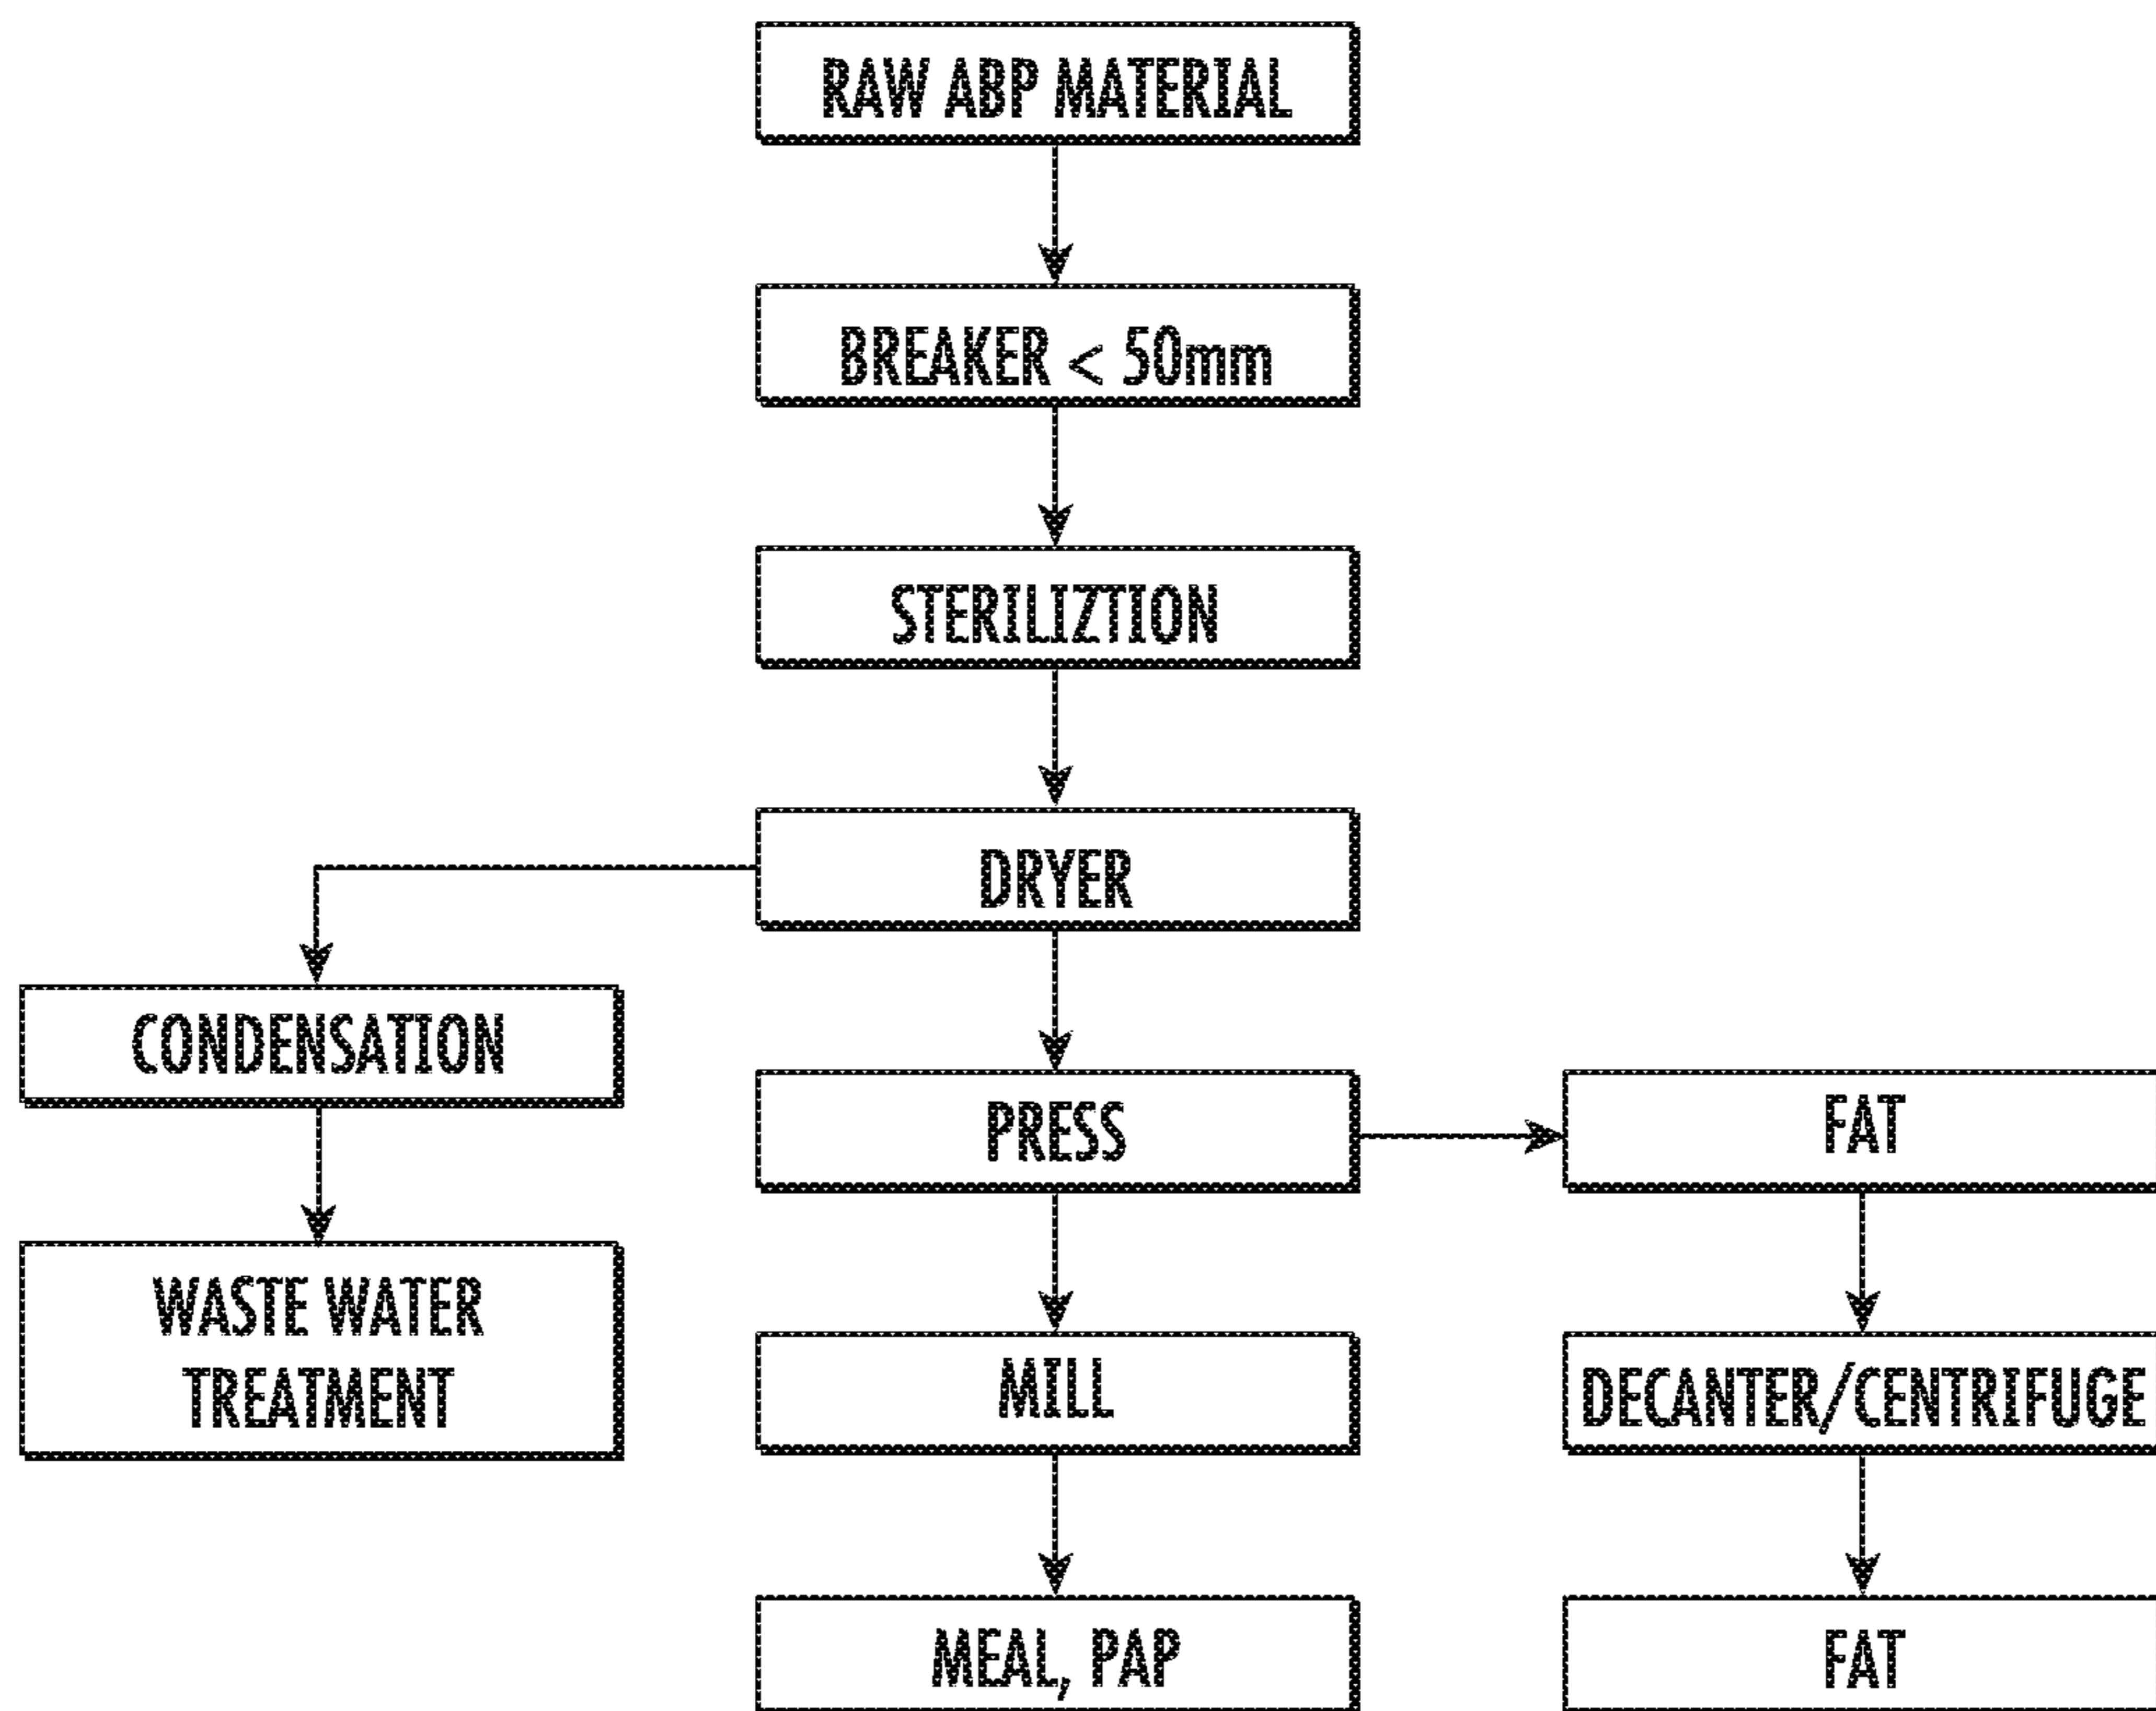 RAW ABP MATERIAL
BREAKER < 50mm
STERILIZTION
DRYER
CONDENSATION
PRESS
FAT
WASTE WATER
TREATMENT
MILL
DECANTER/CENTRIFUGE
MEAL, PAP
FAT